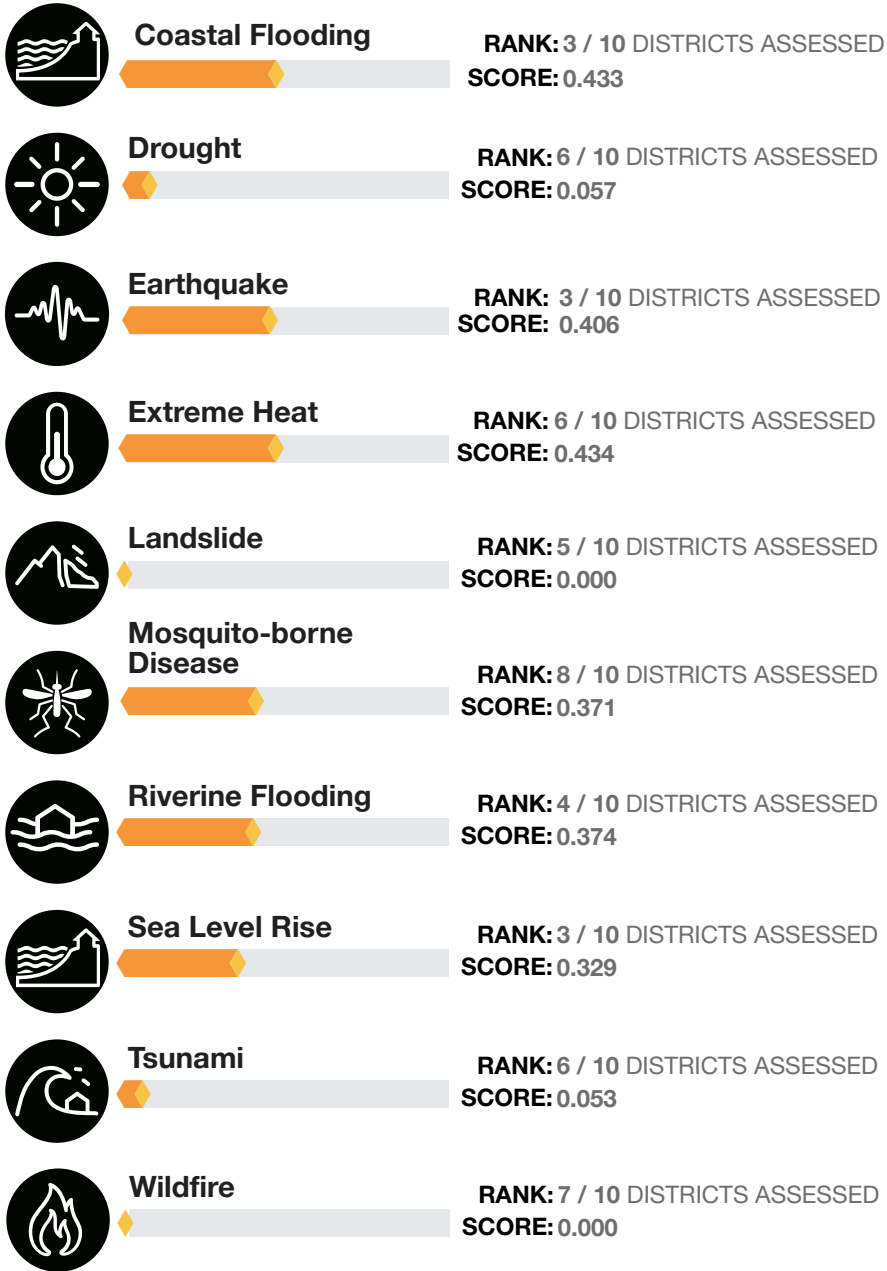 Coastal Flooding
RANK: 3 / 10 DISTRICTS ASSESSED
SCORE: 0.433
Drought
RANK: 6 / 10 DISTRICTS ASSESSED
SCORE: 0.057
Earthquake
RANK: 3 / 10 DISTRICTS ASSESSED
SCORE: 0.406
Extreme Heat
RANK: 6 / 10 DISTRICTS ASSESSED
SCORE: 0.434
Landslide
RANK: 5 / 10 DISTRICTS ASSESSED
SCORE: 0.000
Mosquito-borne
Disease
RANK: 8 / 10 DISTRICTS ASSESSED
SCORE: 0.371
Riverine Flooding
RANK: 4 / 10 DISTRICTS ASSESSED
SCORE: 0.374
Sea Level Rise
RANK: 3 / 10 DISTRICTS ASSESSED
SCORE: 0.329
Tsunami
RANK: 6 / 10 DISTRICTS ASSESSED
SCORE: 0.053
Wildfire
RANK: 7 / 10 DISTRICTS ASSESSED
SCORE: 0.000